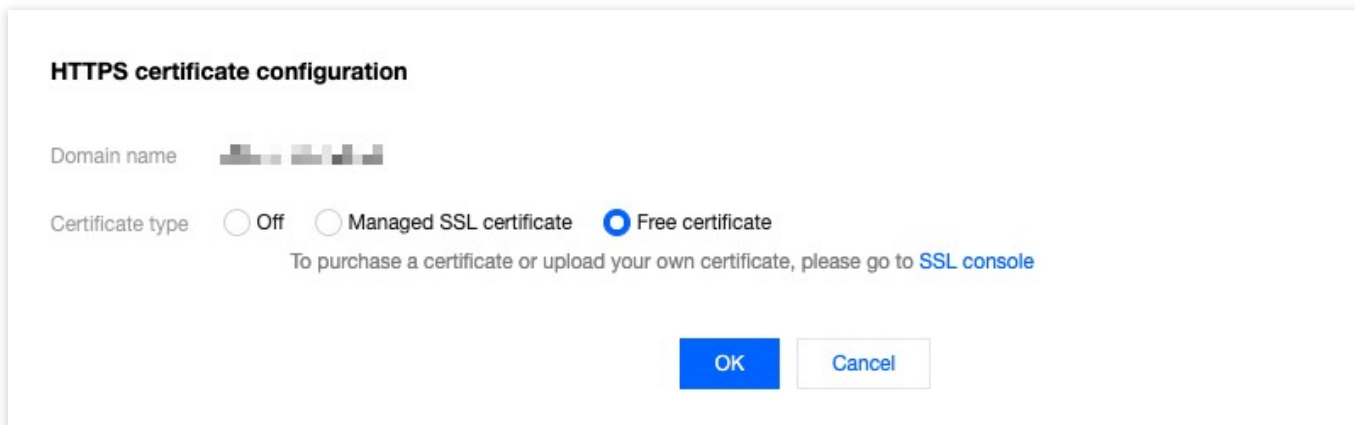 HTTPS certificate configuration
Domain name
Certificate type Off Managed SSL certificate Free certificate
To purchase a certificate or upload your own certificate, please go to SSL console
OK Cancel